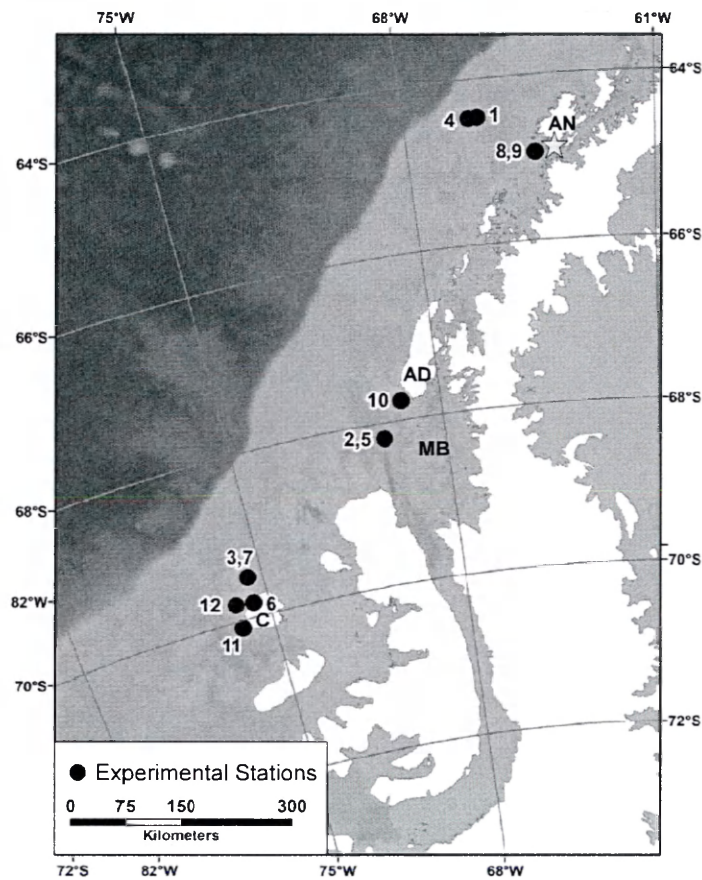 75°W 68°W 61°W
64°S
4 1
AN
8,9
64°S
66°S
66°S
AD
10
68°S
2,5
MB
68°S
3,7
70°S
82°W
12 6
C
11
70°S
72°S
Experimental Stations
0 75 150 300
Kilometers
72°S 82°W 75°W 68°W